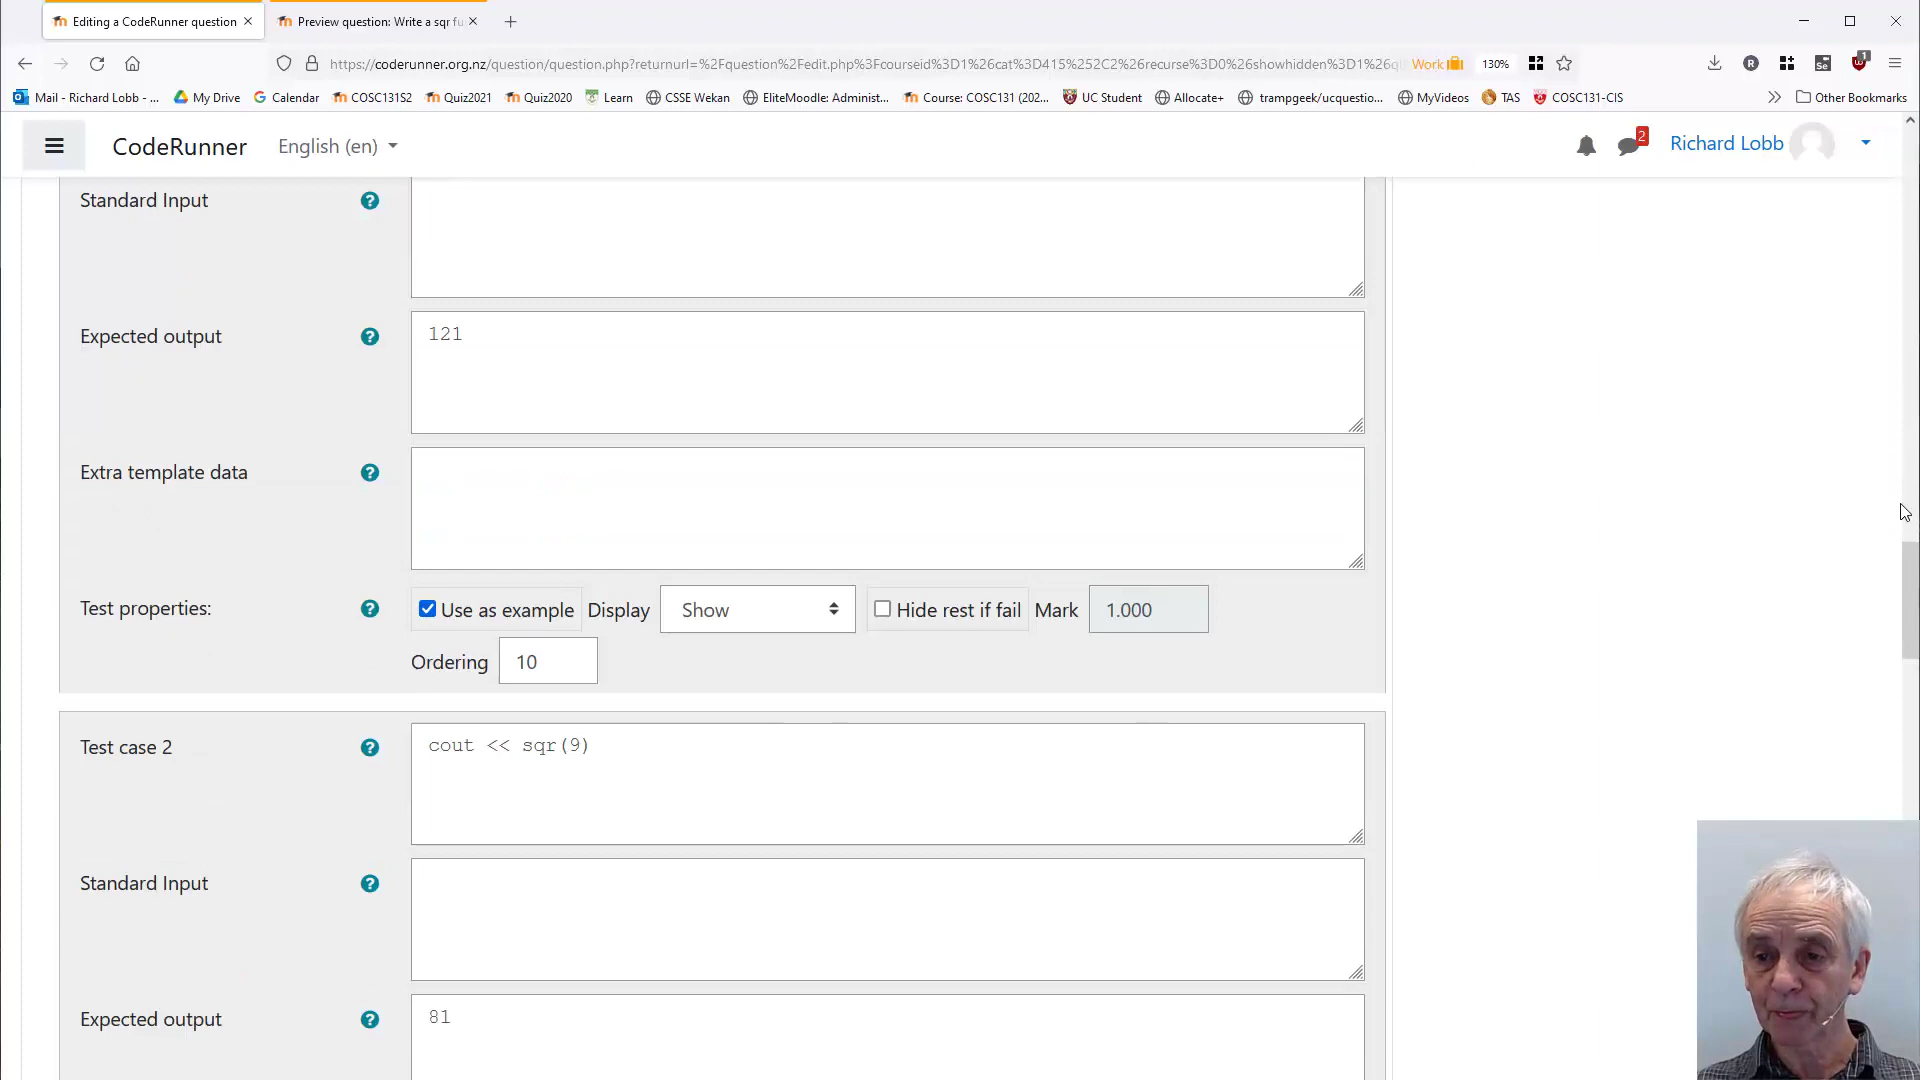 Editing a CodeRunner question
Preview question: Write a sqr fu
https://coderunner.org.nz/question/question.php?returnurl=%2Fquestion%2Fedit.php%3Fcourseid%3D1%26cat%3D415%252C2%26recurse%3D0%26showhidden%3D1%26q
Work
130%
1
Mail - Richard Lobb - ...
My Drive
Calendar
COSC131S2
Quiz2021
Quiz2020
Learn
CSSE Wekan
EliteMoodle: Administ...
Course: COSC131 (202...
UC Student
Allocate+
trampgeek/ucquestio...
MyVideos
TAS
COSC131-CIS
Other Bookmarks
CodeRunner
English (en)
2
Richard Lobb
Standard Input
Expected output
121
Extra template data
Test properties:
Use as example Display Show Hide rest if fail Mark 1.000
Ordering 10
Test case 2
cout << sqr(9)
Standard Input
Expected output
81